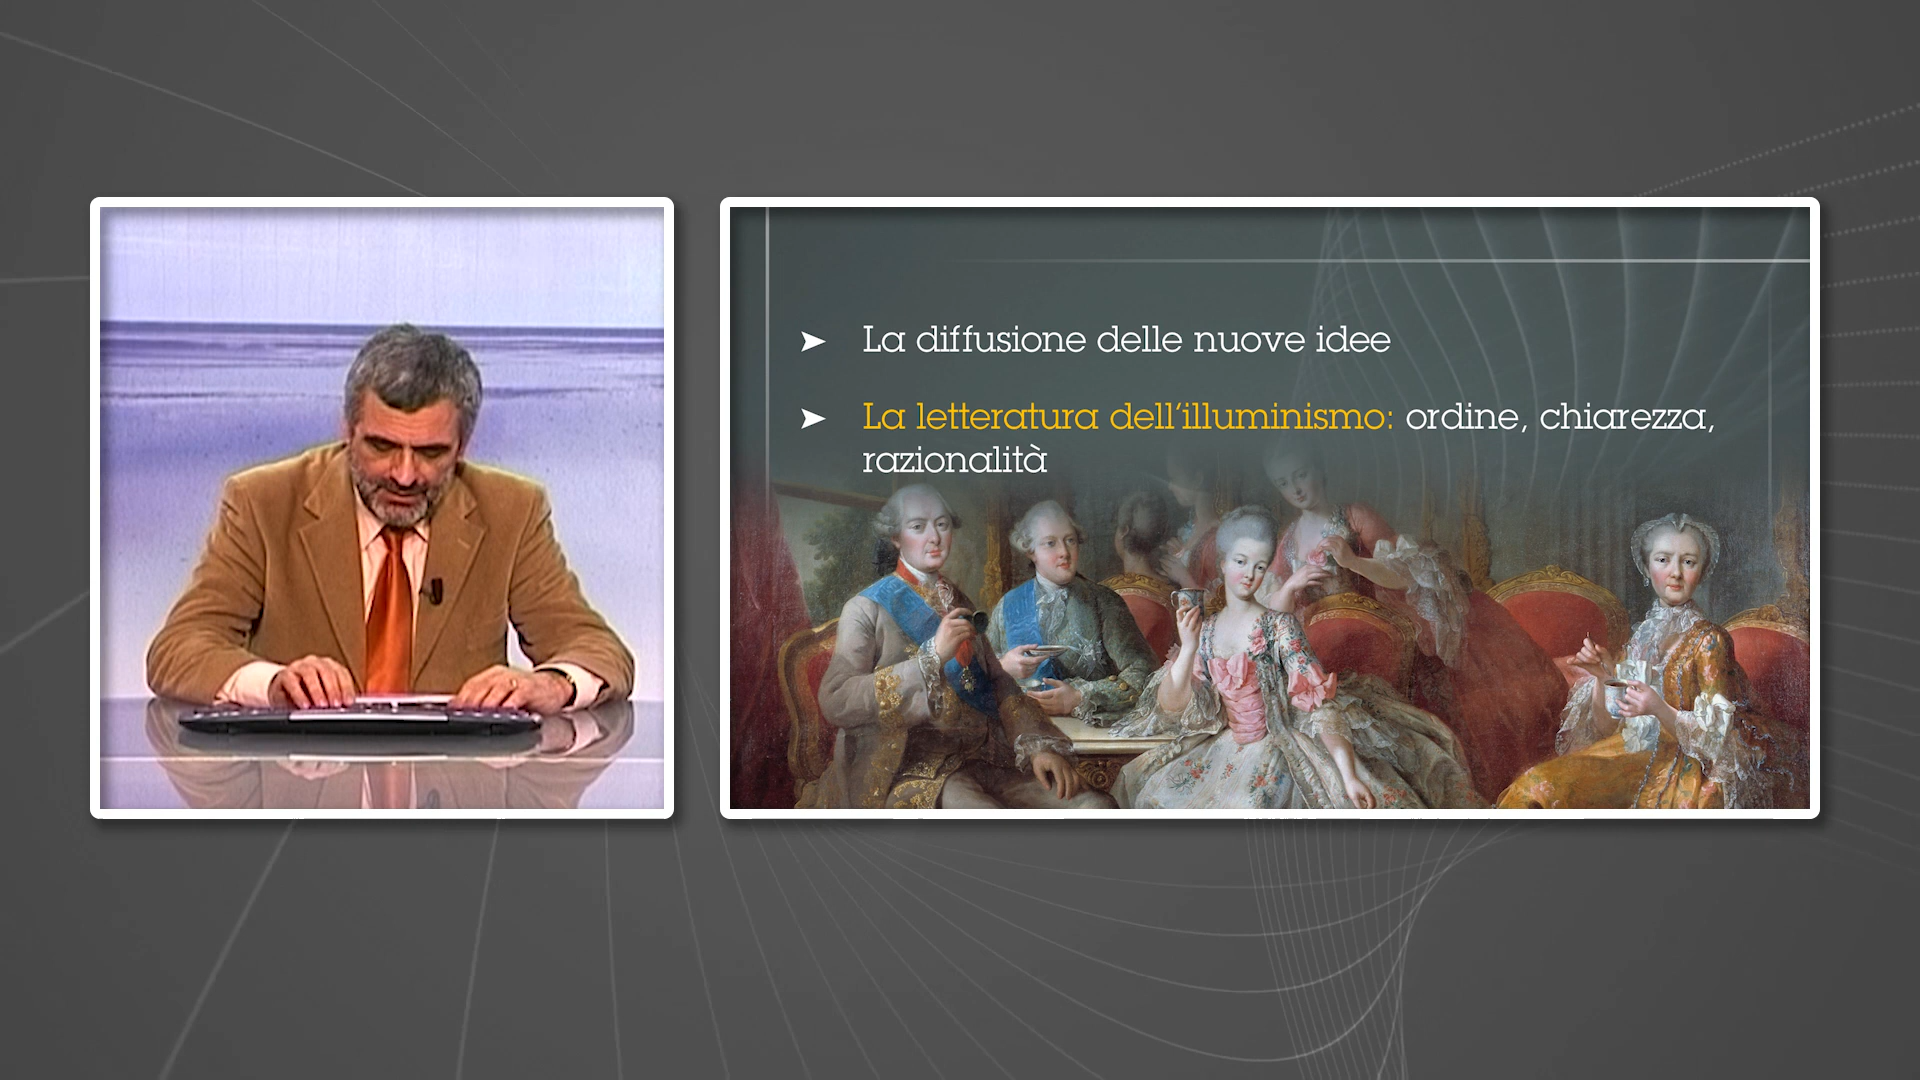 La diffusione delle nuove idee
La letteratura dell'illuminismo: ordine, chiarezza,
razionalità